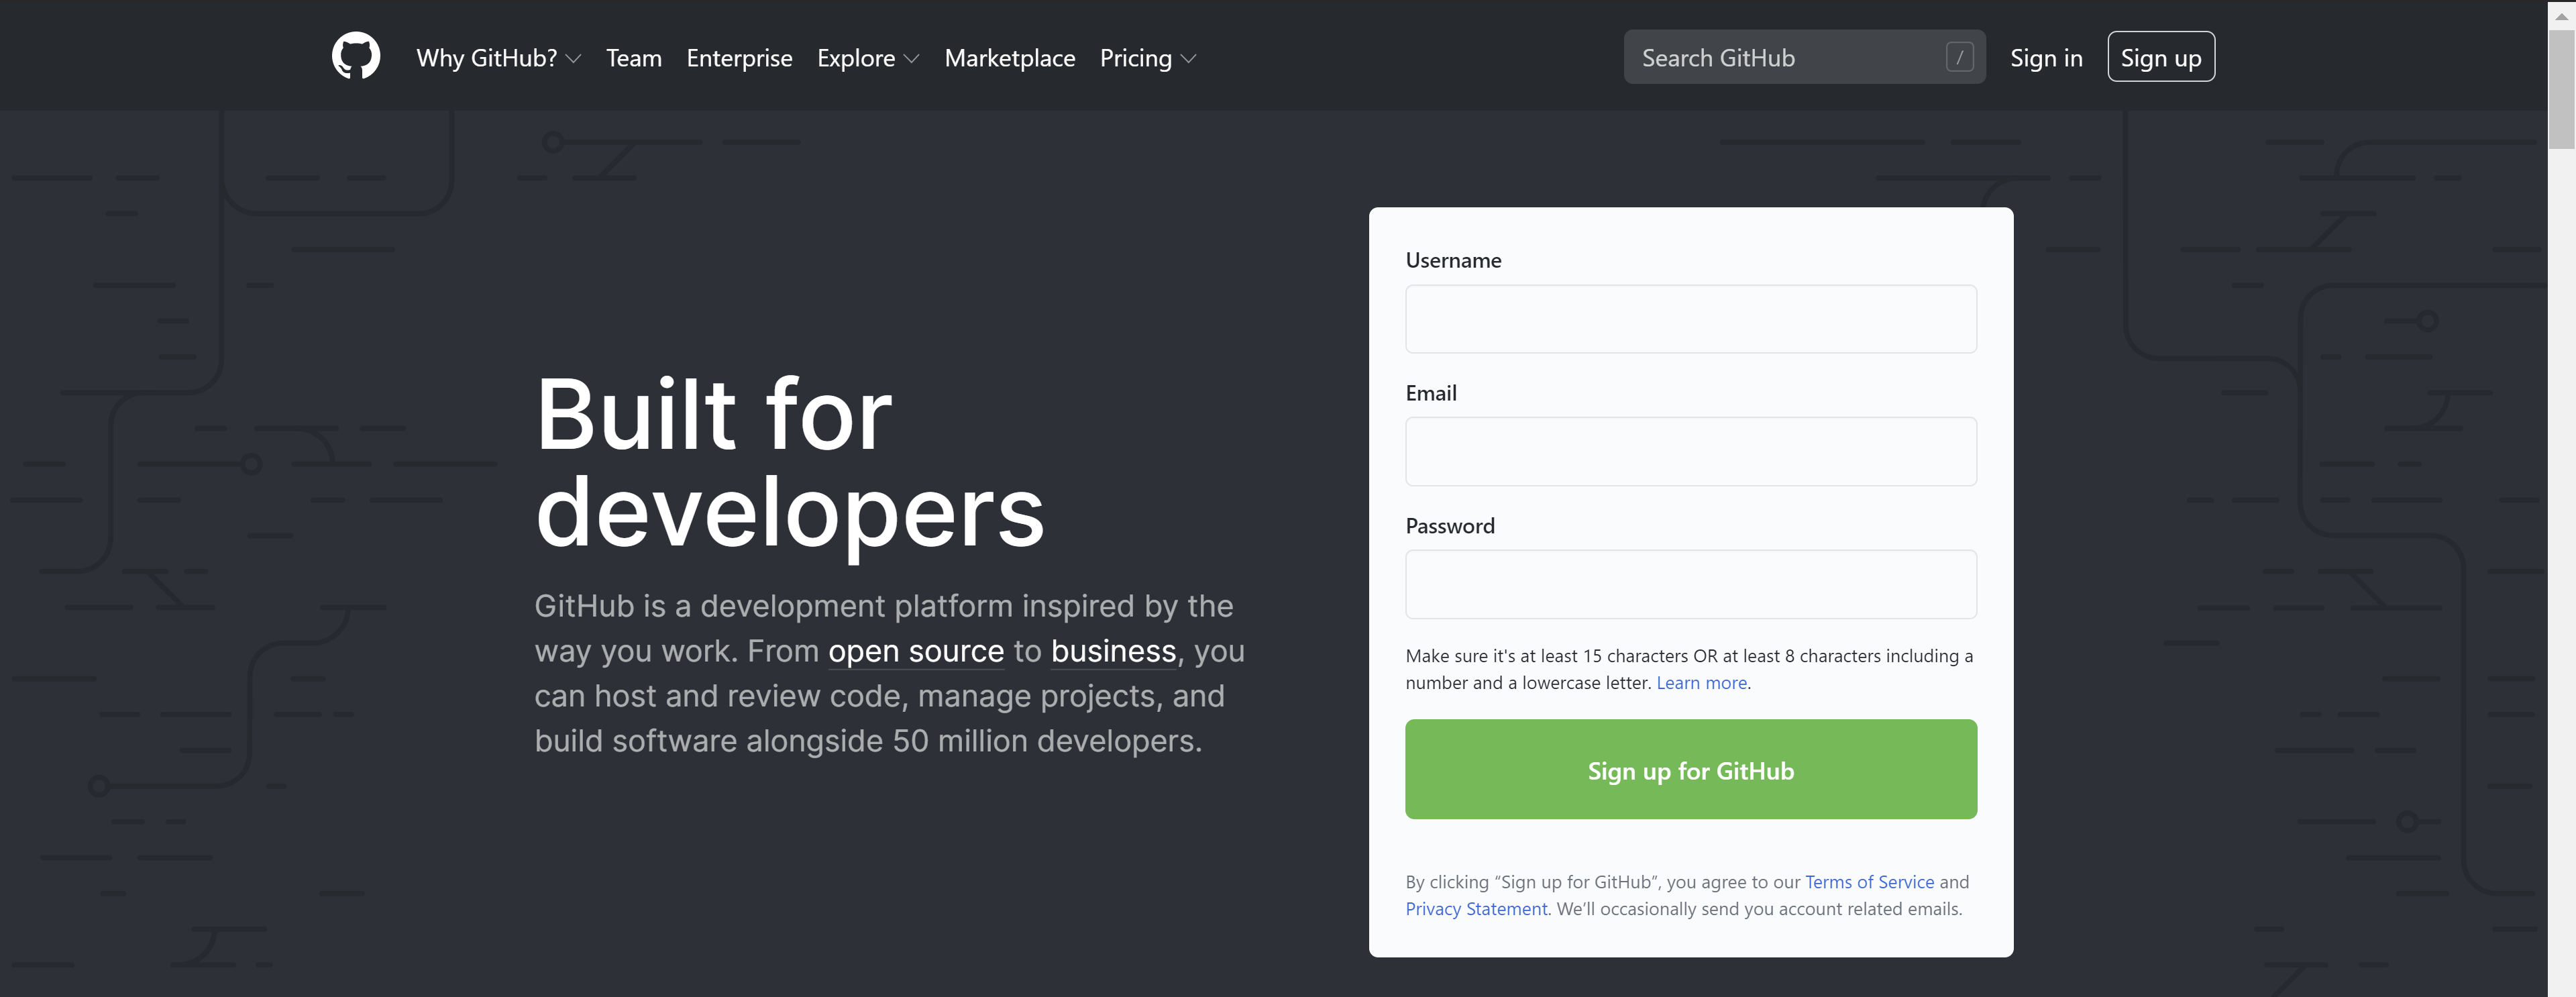 Why GitHub? Team Enterprise Explore Marketplace Pricing Search GitHub / Sign in Sign up
Built for
developers
GitHub is a development platform inspired by the
way you work. From open source to business, you
can host and review code, manage projects, and
build software alongside 50 million developers.
Username
Email
Password
Make sure it's at least 15 characters OR at least 8 characters including a
number and a lowercase letter. Learn more.
Sign up for GitHub
By clicking “Sign up for GitHub”, you agree to our Terms of Service and
Privacy Statement. We’ll occasionally send you account related emails.